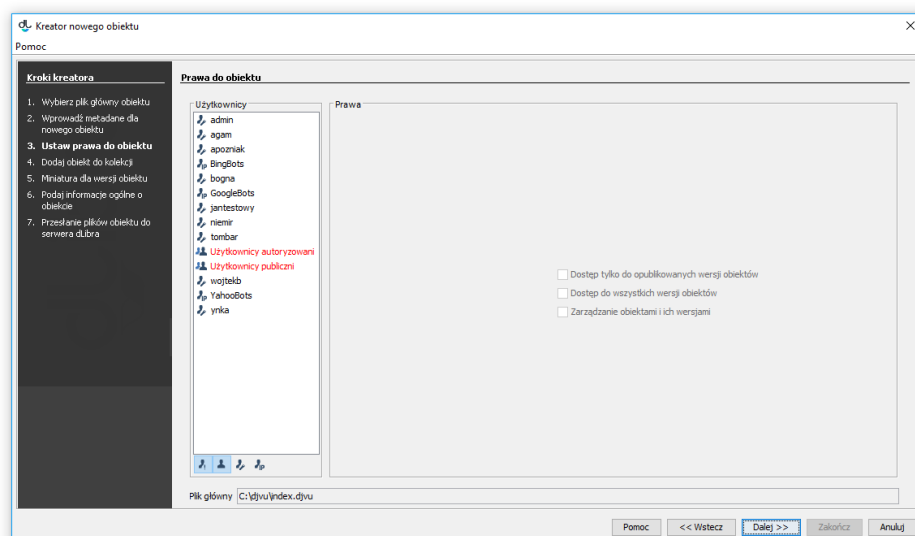 dL Kreator nowego obiektu
Pomoc
Kroki kreatora
1. Wybierz plik główny obiektu
2. Wprowadź metadane dla
nowego obiektu
3. Ustaw prawa do obiektu
4. Dodaj obiekt do kolekcji
5. Miniatura dla wersji obiektu
6. Podaj informacje ogólne o
obiekcie
7. Przesłanie plików obiektu do
serwera dLibra
Prawa do obiektu
Użytkownicy
admin
agam
apozniak
BingBots
bogna
GoogleBots
jantestowy
niemir
tombar
Użytkownicy autoryzowani
Użytkownicy publiczni
wojtekb
YahooBots
ynka
Prawa
Dostęp tylko do opublikowanych wersji obiektów
Dostęp do wszystkich wersji obiektów
Zarządzanie obiektami i ich wersjami
Plik główny C:\djvu\index.djvu
Pomoc << Wstecz Dalej >> Zakończ Anuluj